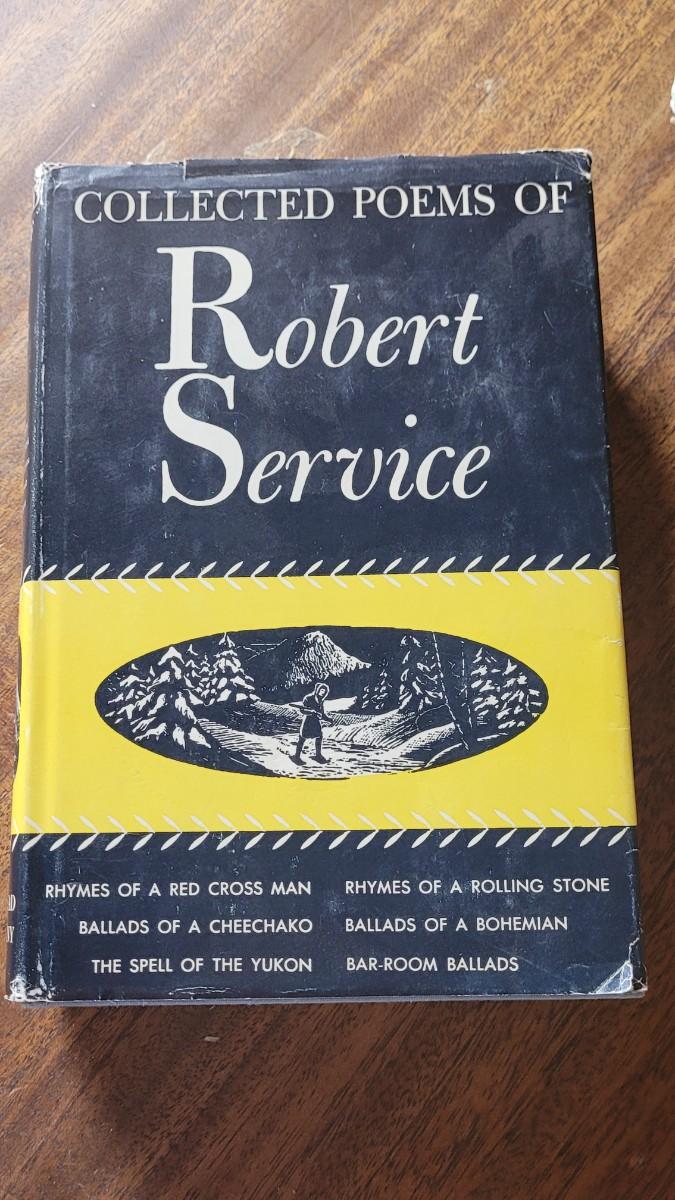 COLLECTED POEMS OF
Robert
Service
RHYMES OF A RED CROSS MAN
RHYMES OF A ROLLING STONE
BALLADS OF A CHEECHAKO
BALLADS OF A BOHEMIAN
THE SPELL OF THE YUKON
BAR-ROOM BALLADS